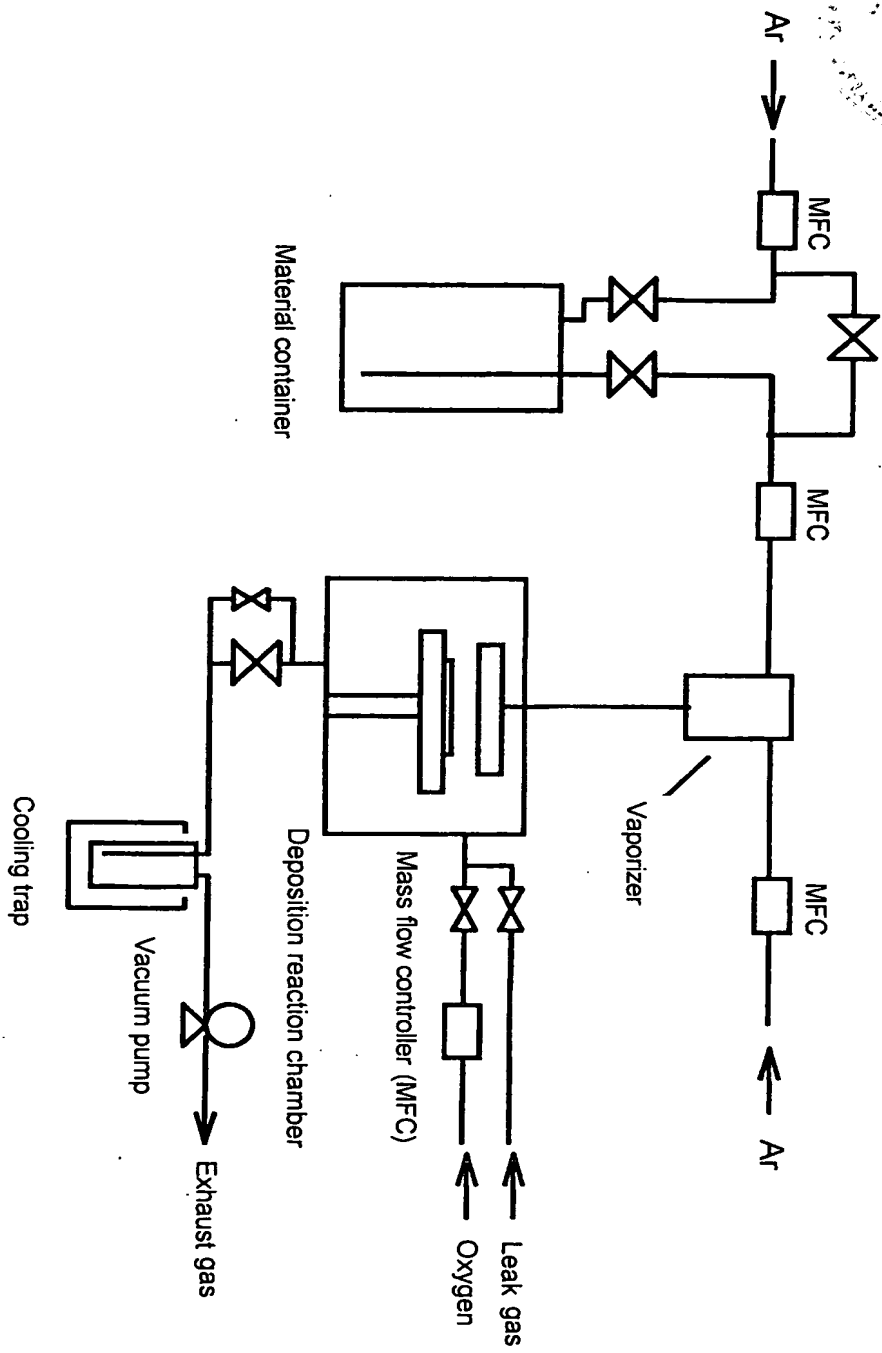 Ar
MFC
MFC
MFC
Ar
Vaporizer
Material container
Mass flow controller (MFC)
Leak gas
Oxygen
Deposition reaction chamber
Cooling trap
Vacuum pump
Exhaust gas